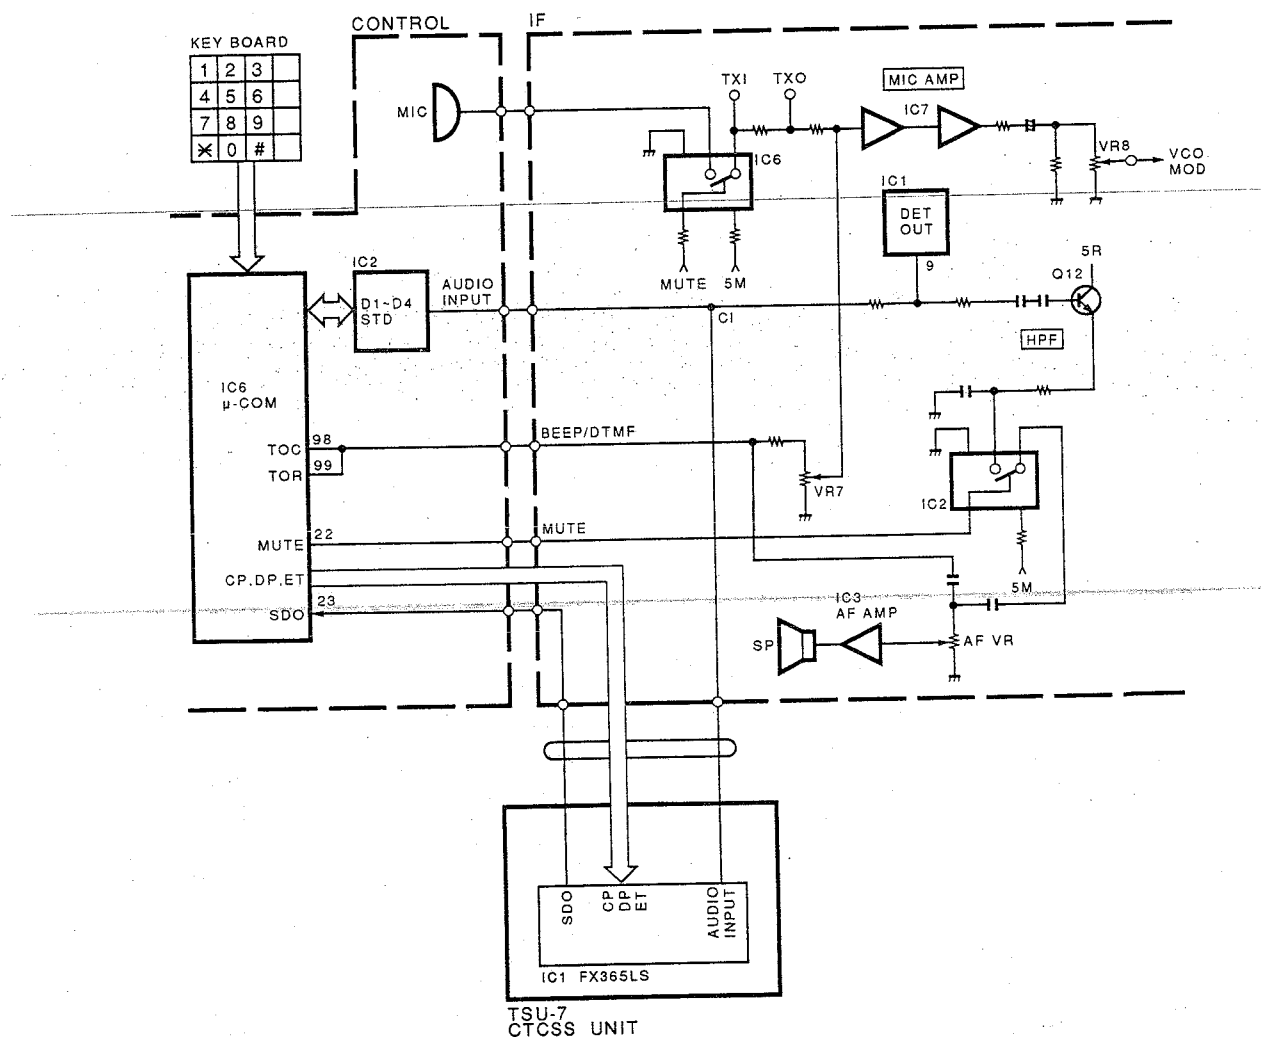 CONTROL
IF
KEY BOARD
1 2 3
4 5 6
7 8 9
* 0 #
MIC
TXI
TXO
MIC AMP
IC7
IC6
VR8
VCO
MOD
IC1
DET
OUT
9
MUTE
5M
5R
Q12
IC2
D1~D4
STD
AUDIO
INPUT
CI
HPF
IC6
μ-COM
TOC
98
TOR
99
BEEP/DTMF
VR7
IC2
MUTE
22
MUTE
CP,DP,ET
5M
SDO
23
IC3
AF AMP
SP
AF VR
SDO
CP
DP
ET
AUDIO
INPUT
IC1 FX365LS
TSU-7
CTCSS UNIT